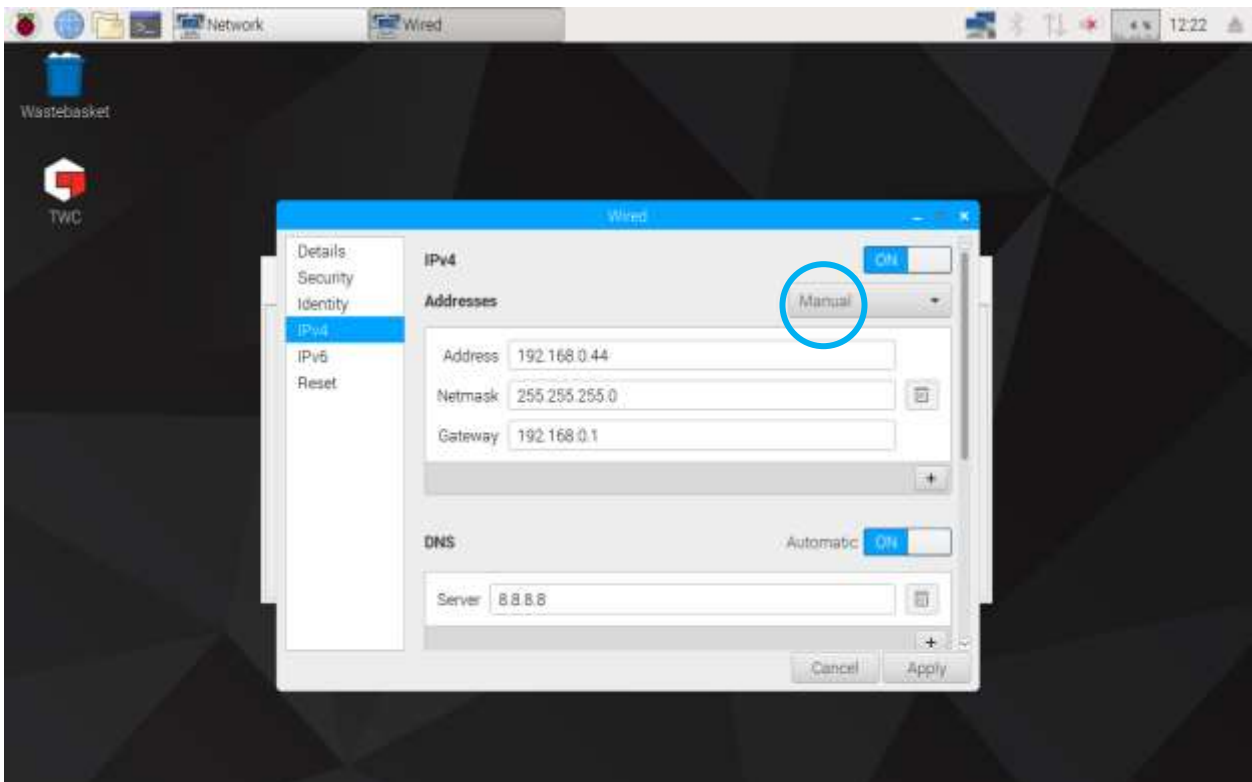 Network
Wired
12:22
Wastebasket
TWC
Wired
Details
Security
Identity
IPv4
IPv6
Reset
IPv4
ON
Addresses
Manual
Address 192.168.0.44
Netmask 255.255.255.0
Gateway 192.168.0.1
+
DNS
Automatic ON
Server 8.8.8.8
+
Cancel
Apply